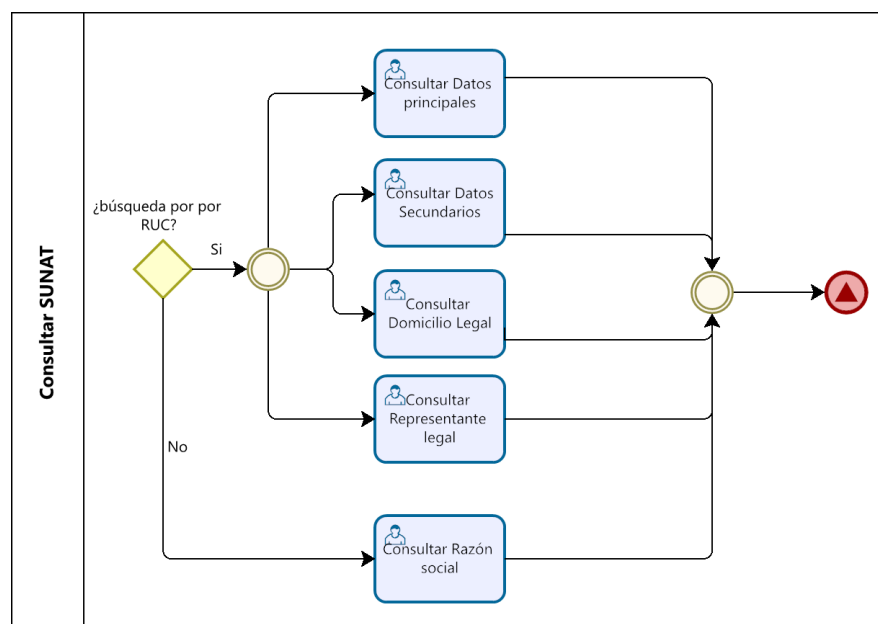 Consultar SUNAT
¿búsqueda por por
RUC?
Si
No
Consultar Datos
principales
Consultar Datos
Secundarios
Consultar
Domicilio Legal
Consultar
Representante
legal
Consultar Razón
social